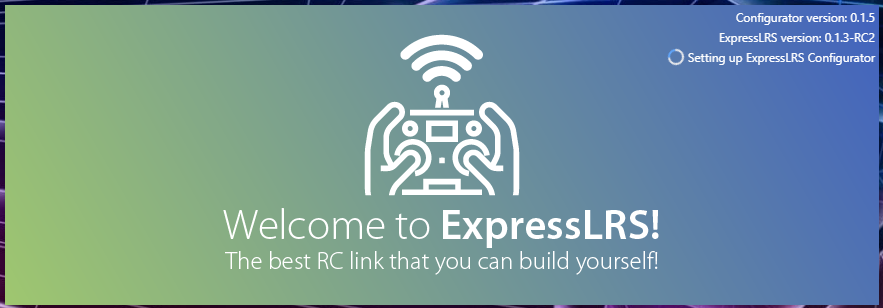 Configurator version: 0.1.5
ExpressLRS version: 0.1.3-RC2
Setting up ExpressLRS Configurator
Welcome to ExpressLRS!
The best RC link that you can build yourself!